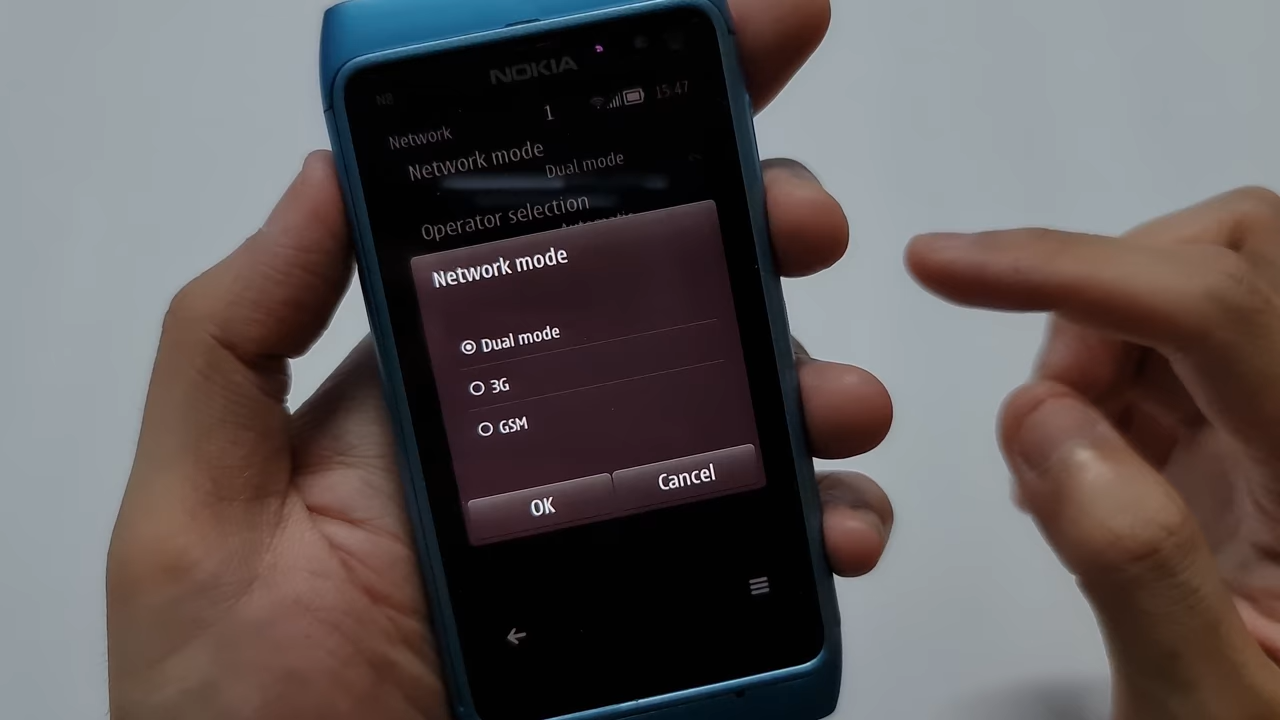 NOKIA
N8
1
15:47
Network
Network mode
Dual mode
Operator selection
Automatic
Network mode
Dual mode
3G
GSM
OK
Cancel